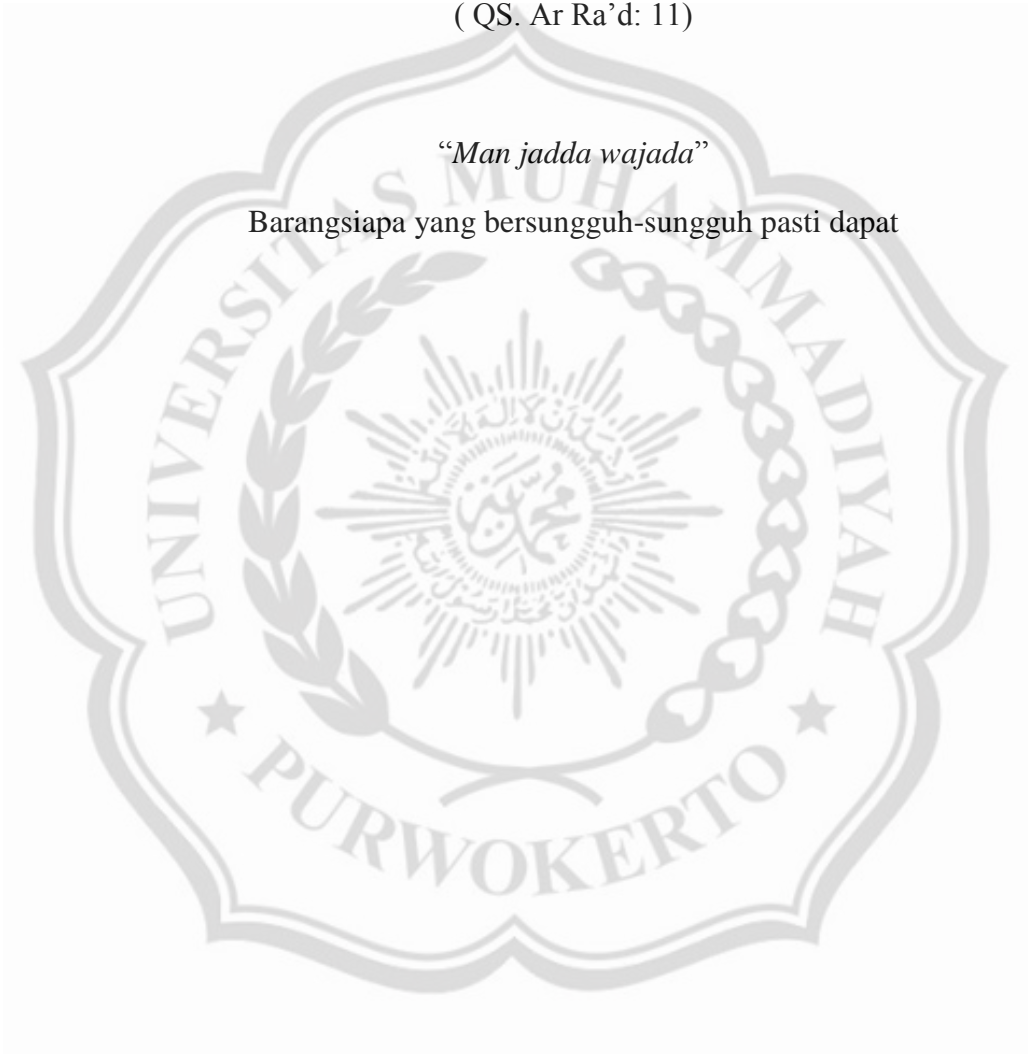 ( QS. Ar Ra’d: 11)
“Man jadda wajada”
Barangsiapa yang bersungguh-sungguh pasti dapat
UNIVERSITAS MUHAMMADIYAH
PURWOKERTO